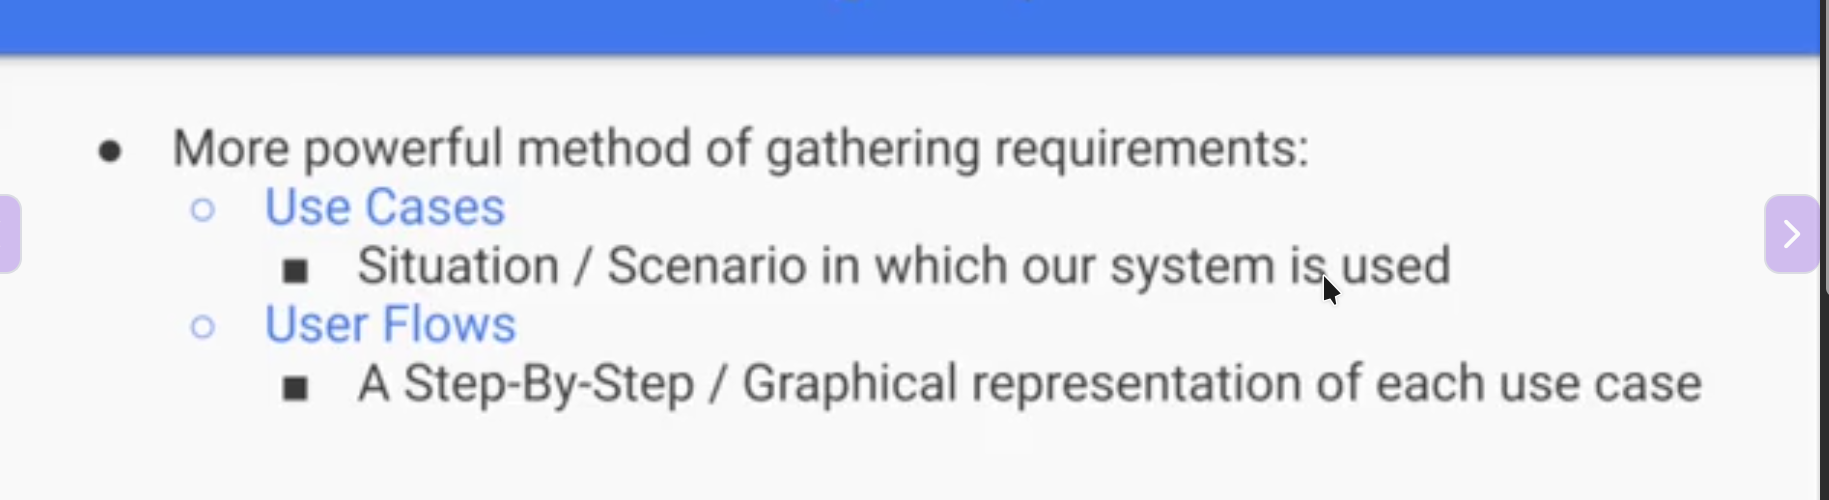 More powerful method of gathering requirements:
Use Cases
Situation / Scenario in which our system is used
User Flows
A Step-By-Step / Graphical representation of each use case